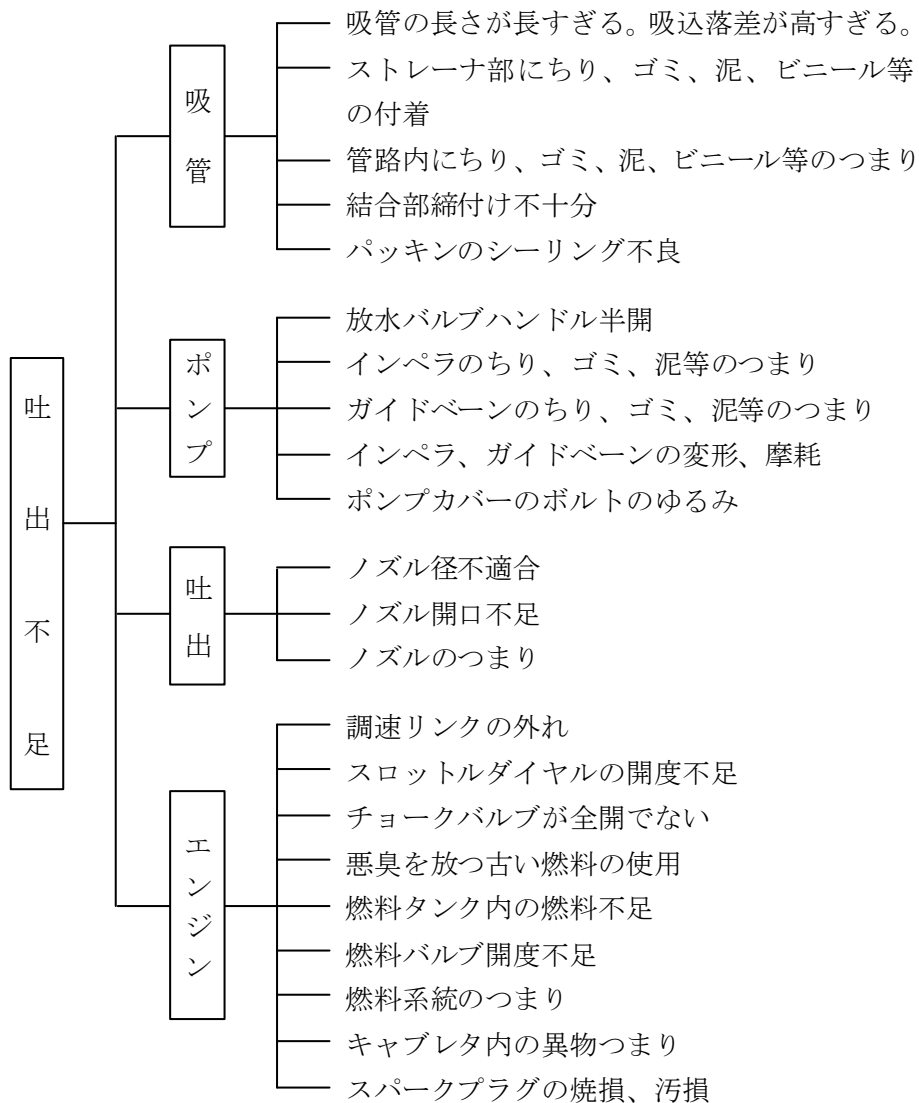 吐出不足
吸管
吸管の長さが長すぎる。吸込落差が高すぎる。
ストレーナ部にちり、ゴミ、泥、ビニール等
の付着
管路内にちり、ゴミ、泥、ビニール等のつまり
結合部締付け不十分
パッキンのシーリング不良
ポンプ
放水バルブハンドル半開
インペラのちり、ゴミ、泥等のつまり
ガイドベーンのちり、ゴミ、泥等のつまり
インペラ、ガイドベーンの変形、摩耗
ポンプカバーのボルトのゆるみ
吐出
ノズル径不適合
ノズル開口不足
ノズルのつまり
エンジン
調速リンクの外れ
スロットルダイヤルの開度不足
チョークバルブが全開でない
悪臭を放つ古い燃料の使用
燃料タンク内の燃料不足
燃料バルブ開度不足
燃料系統のつまり
キャブレタ内の異物つまり
スパークプラグの焼損、汚損